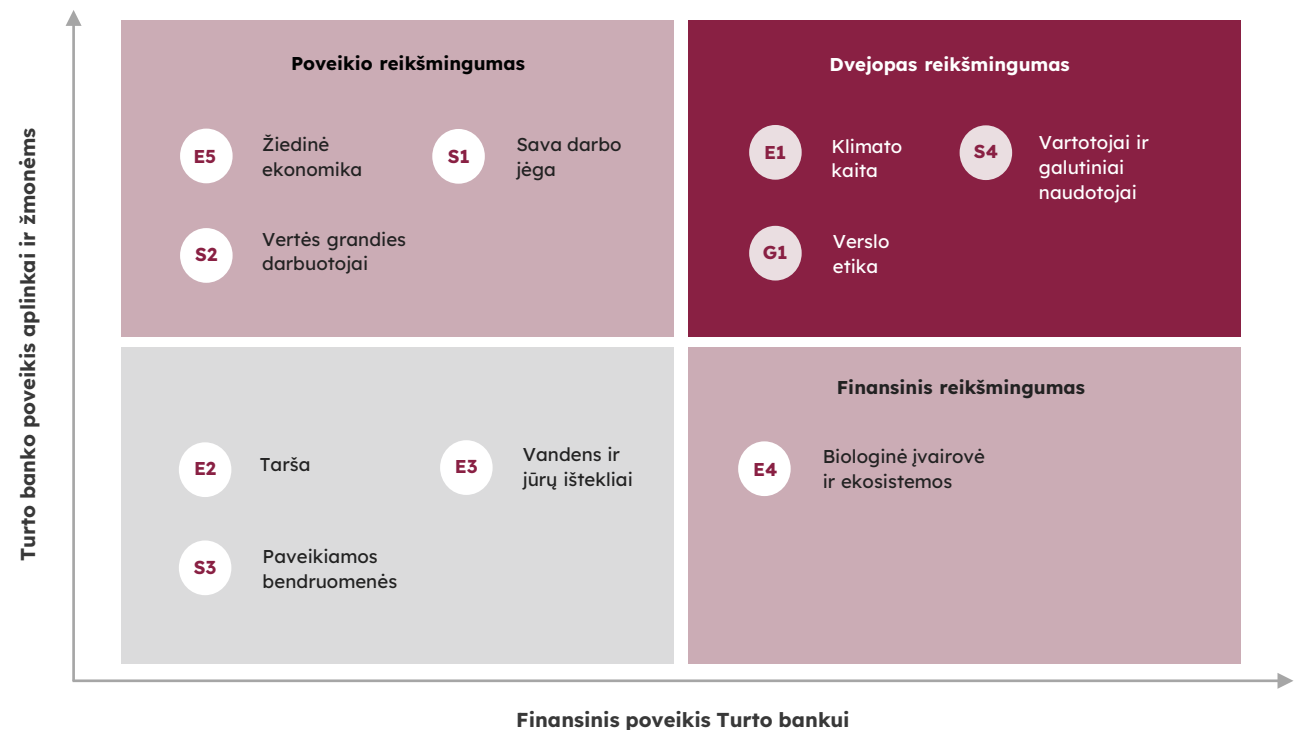 Turto banko poveikis aplinkai ir žmonėms
Poveikio reikšmingumas
E5
Žiedinė
ekonomika
S1
Sava darbo
jėga
S2
Vertės grandies
darbuotojai
Dvejopas reikšmingumas
E1
Klimato
kaita
S4
Vartotojai ir
galutiniai
naudotojai
G1
Verslo
etika
E2
Tarša
E3
Vandens ir
jūrų ištekliai
S3
Paveikiamos
bendruomenės
Finansinis reikšmingumas
E4
Biologinė įvairovė
ir ekosistemos
Finansinis poveikis Turto bankui